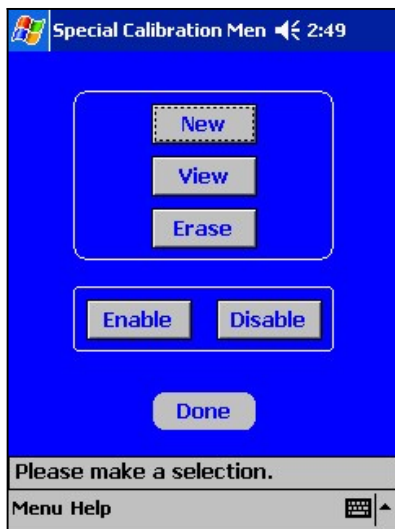 Special Calibration Men 2:49
New
View
Erase
Enable Disable
Done
Please make a selection.
Menu Help